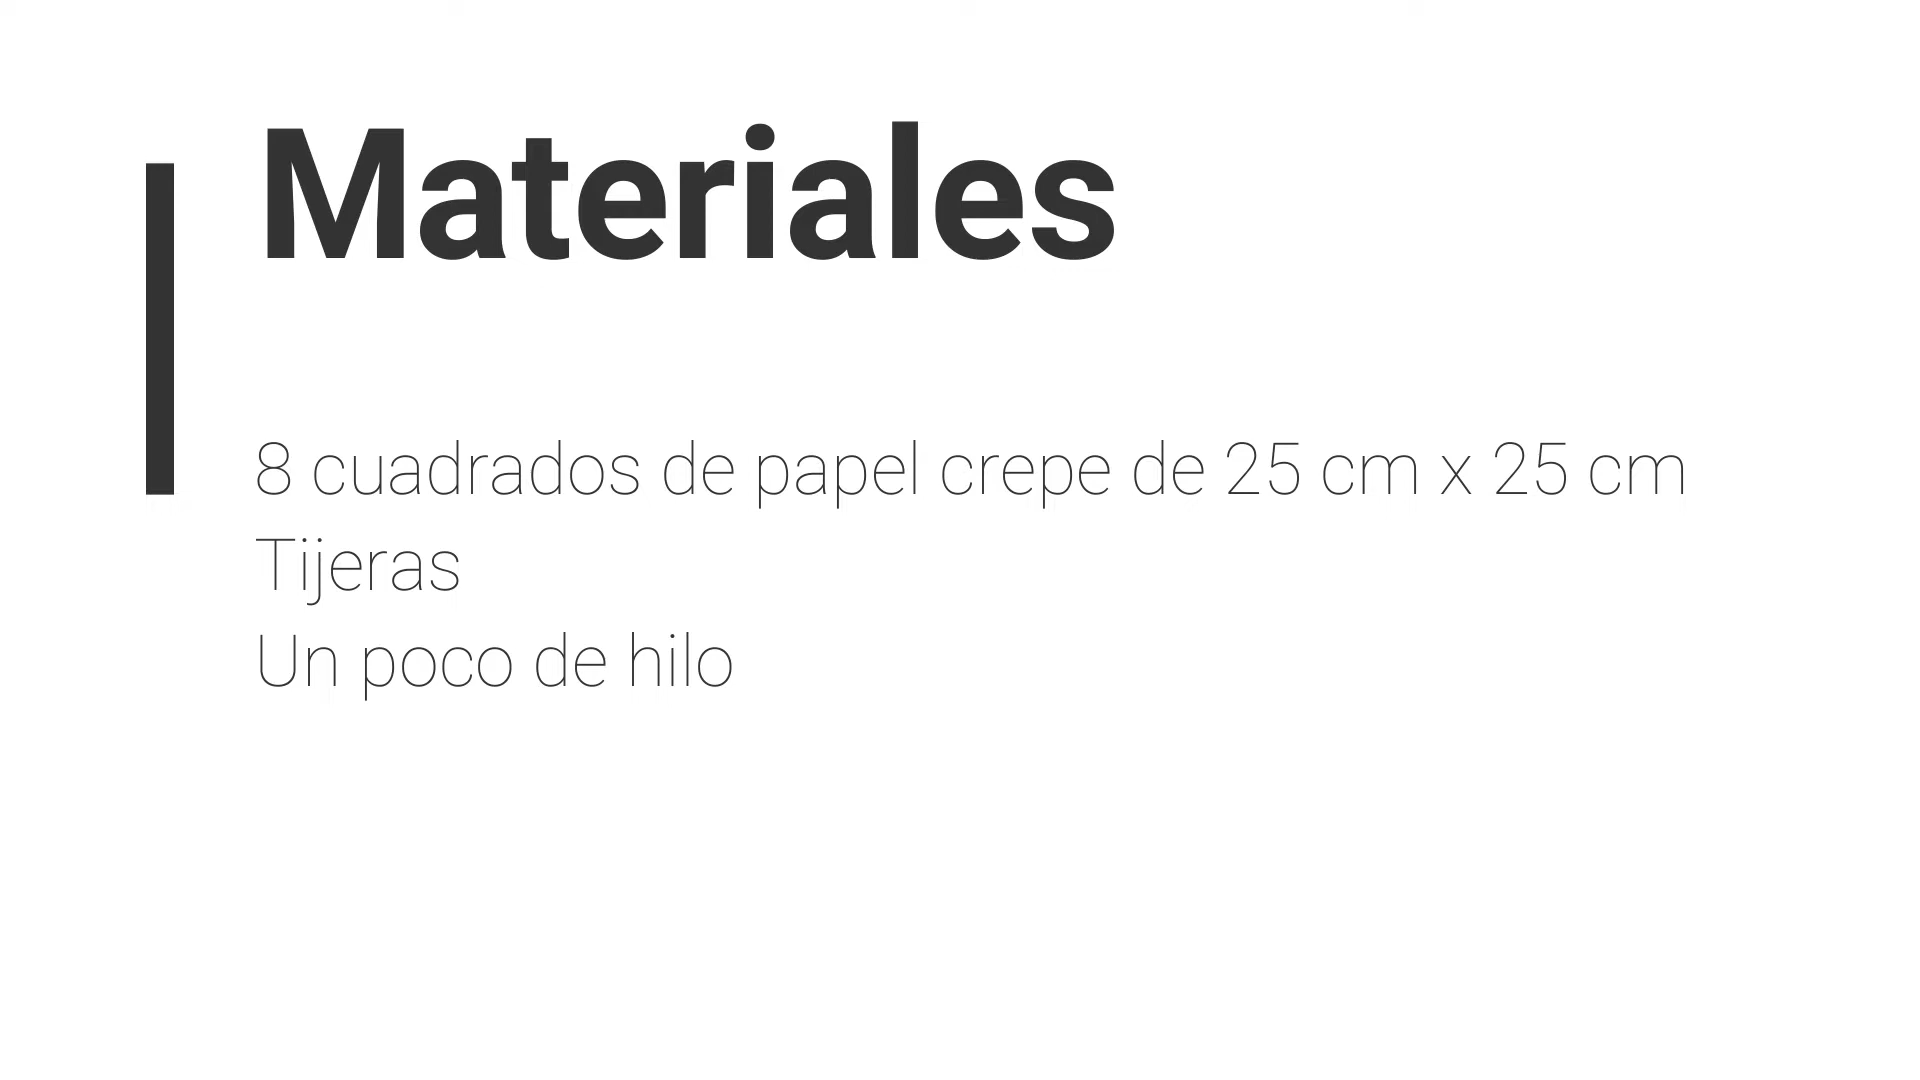 Materiales
8 cuadrados de papel crepe de 25 cm x 25 cm
Tijeras
Un poco de hilo